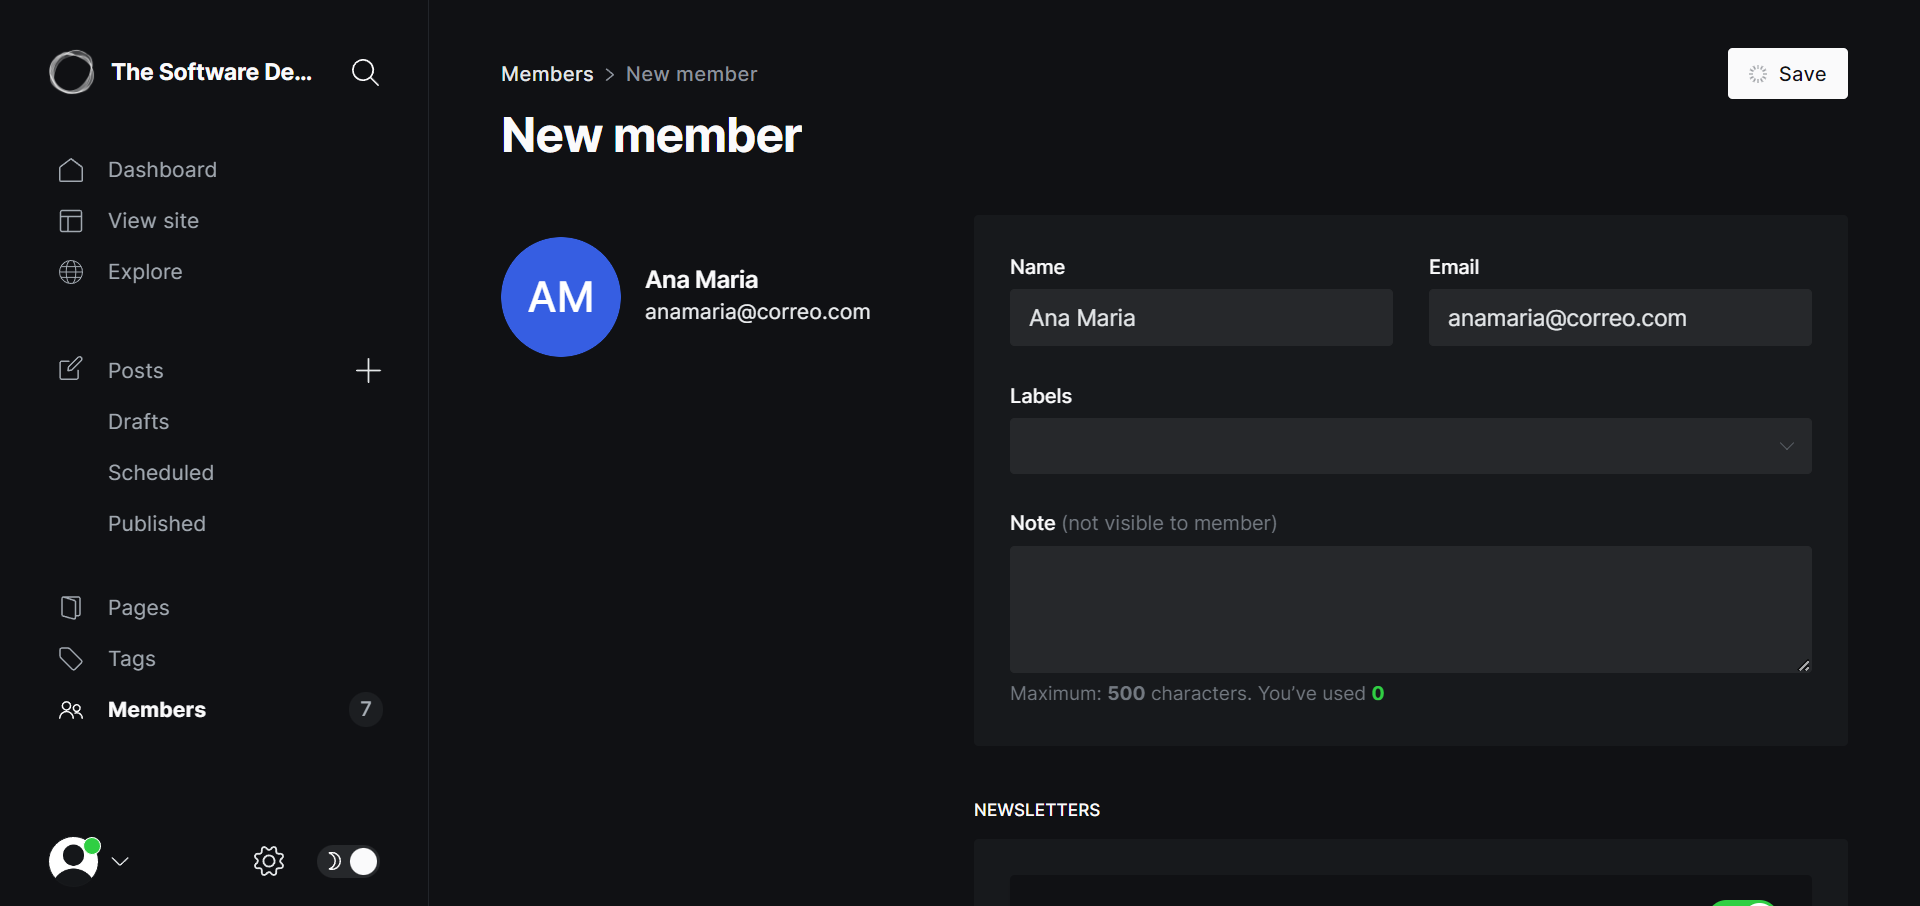 The Software De...
Dashboard
View site
Explore
Posts
Drafts
Scheduled
Published
Pages
Tags
Members
7
Members > New member
Save
New member
AM
Ana Maria
anamaria@correo.com
Name
Ana Maria
Email
anamaria@correo.com
Labels
Note (not visible to member)
Maximum: 500 characters. You’ve used 0
NEWSLETTERS